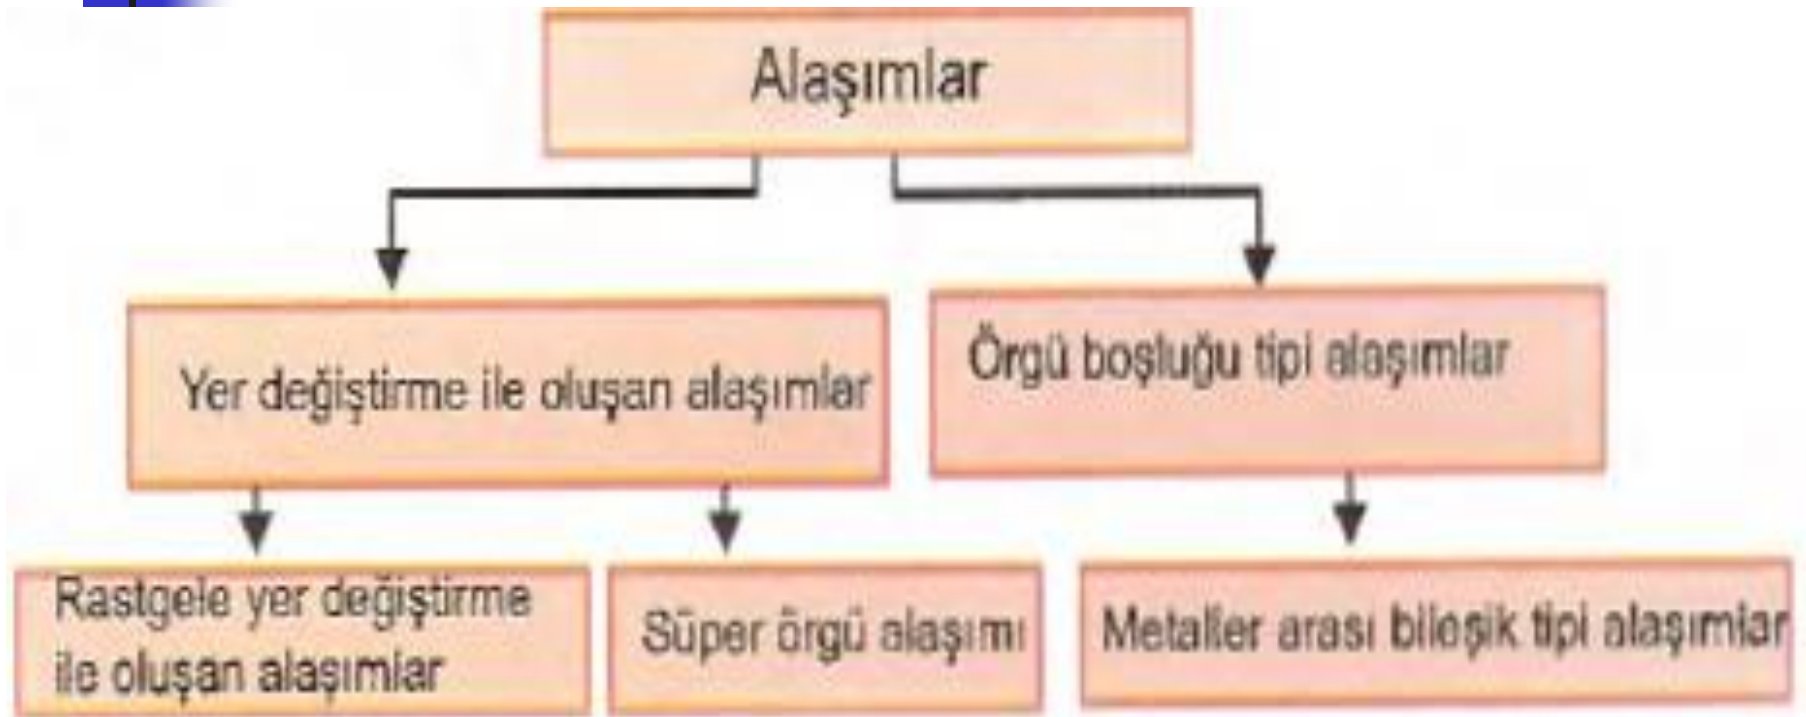 Alaşımlar
Yer değiştirme ile oluşan alaşımlar
Örgü boşluğu tipi alaşımlar
Rastgele yer değiştirme
ile oluşan alaşımlar
Süper örgü alaşımı
Metaller arası bileşik tipi alaşımlar